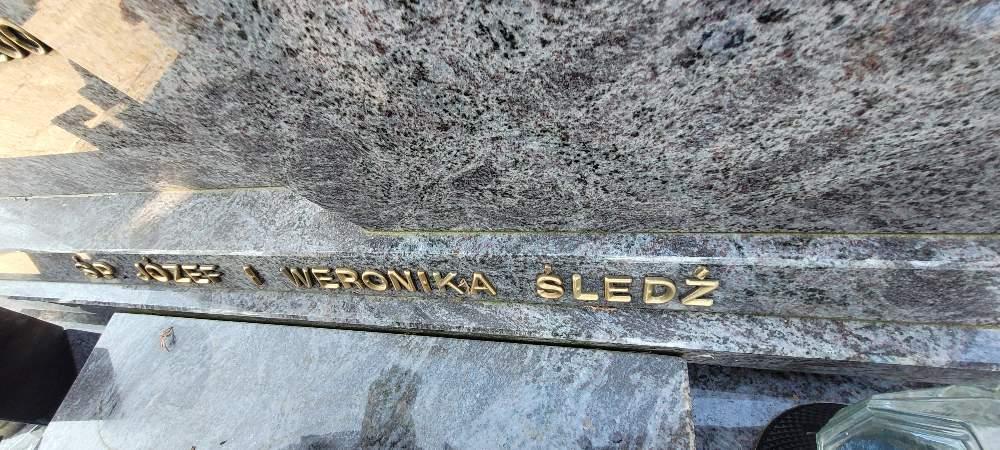 ŚP JÓZEF I WERONIKA ŚLEDŹ